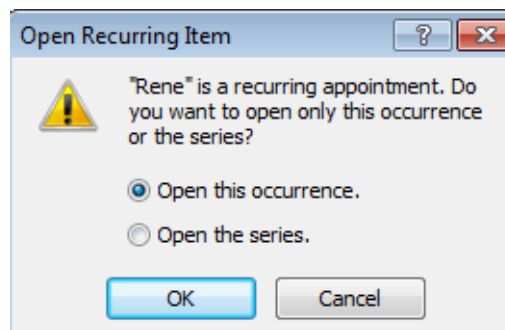 Open Recurring Item
"Rene" is a recurring appointment. Do
you want to open only this occurrence
or the series?
Open this occurrence.
Open the series.
OK
Cancel